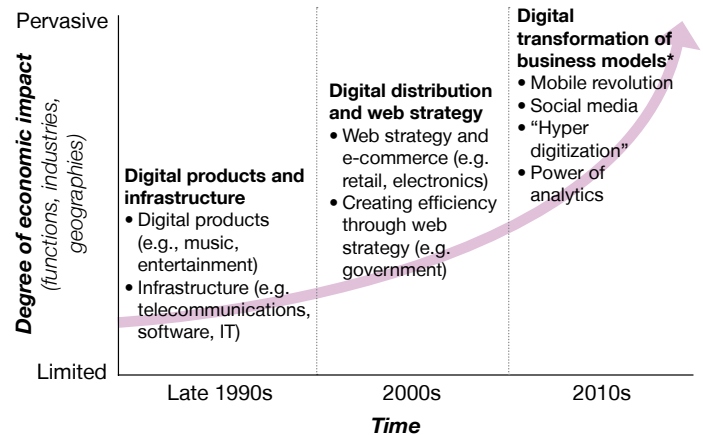 Pervasive
Degree of economic impact
(functions, industries,
geographies)
Limited
Digital products and
infrastructure
• Digital products
(e.g., music,
entertainment)
• Infrastructure (e.g.
telecommunications,
software, IT)
Digital distribution
and web strategy
• Web strategy and
e-commerce (e.g.
retail, electronics)
• Creating efficiency
through web
strategy (e.g.
government)
Digital
transformation of
business models*
• Mobile revolution
• Social media
• “Hyper
digitization”
• Power of
analytics
Late 1990s
2000s
2010s
Time